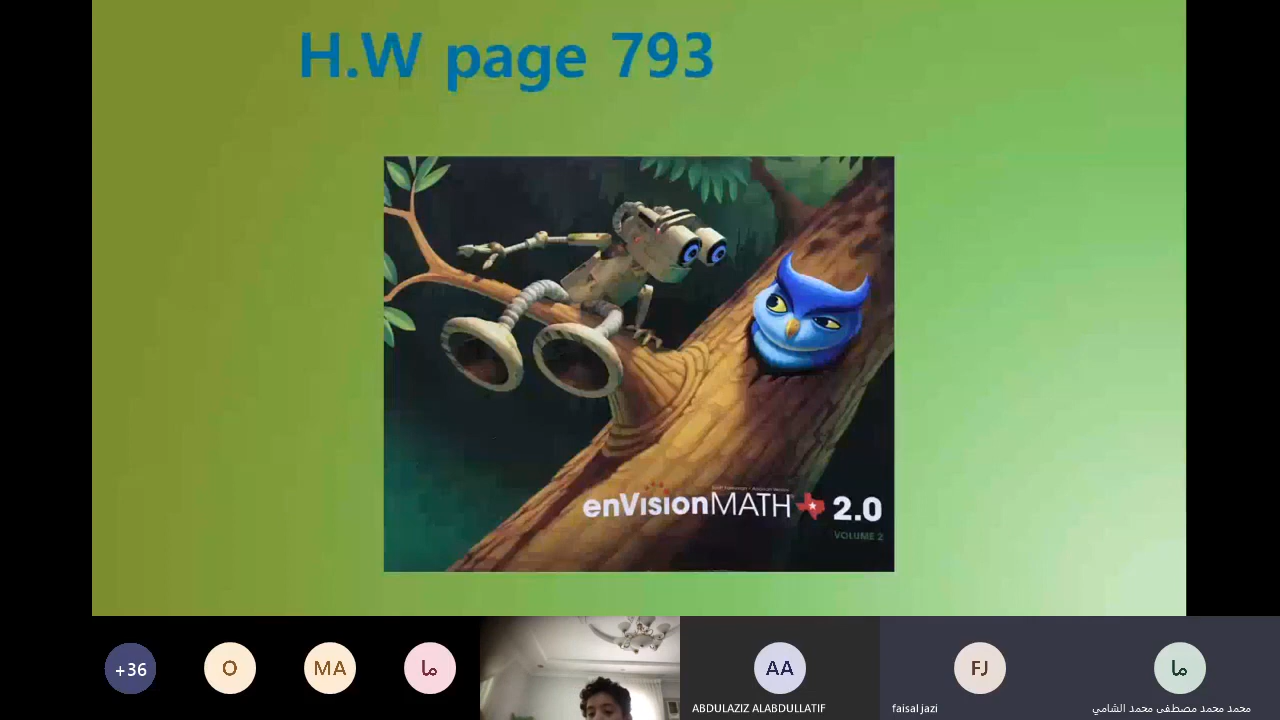 H.W page 793
enVisionMATH 2.0
VOLUME 2
+36
O
MA
ما
AA
FJ
ما
ABDULAZIZ ALABDULLATIF
faisal jazi
محمد محمد مصطفى محمد الشامي